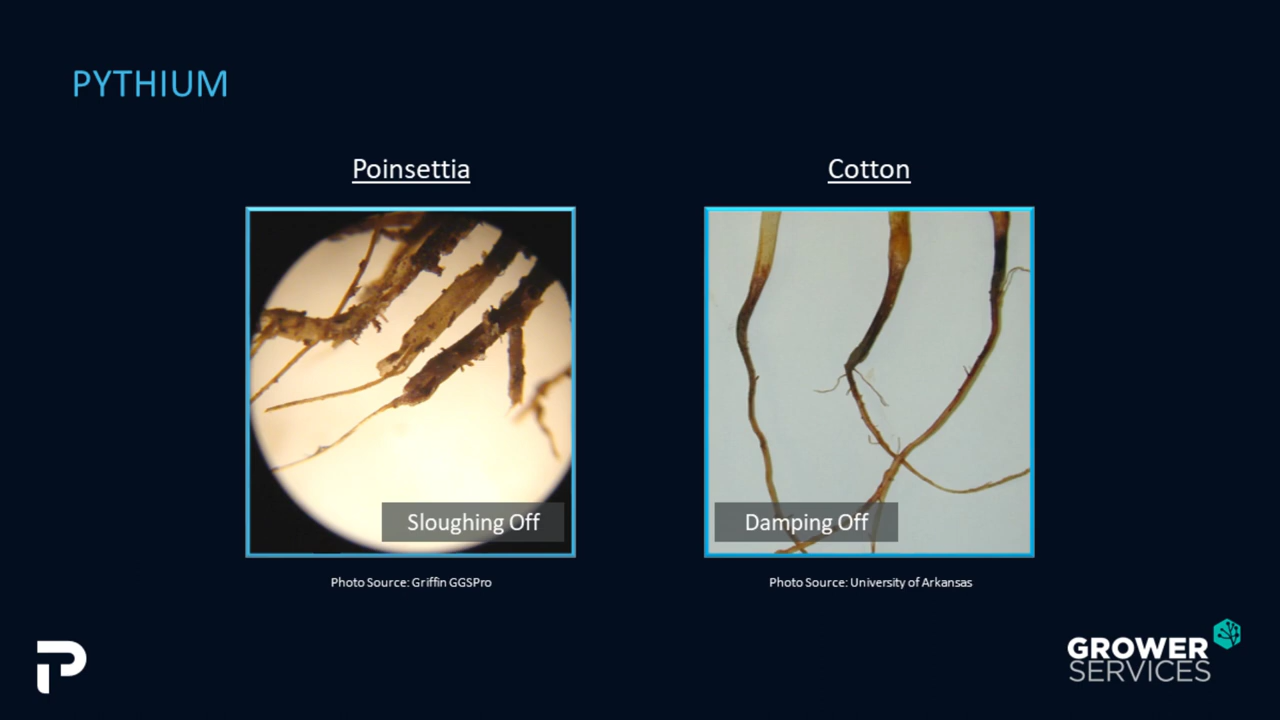 PYTHIUM
Poinsettia
Cotton
Sloughing Off
Damping Off
Photo Source: Griffin GGSPro
Photo Source: University of Arkansas
P
GROWER
SERVICES